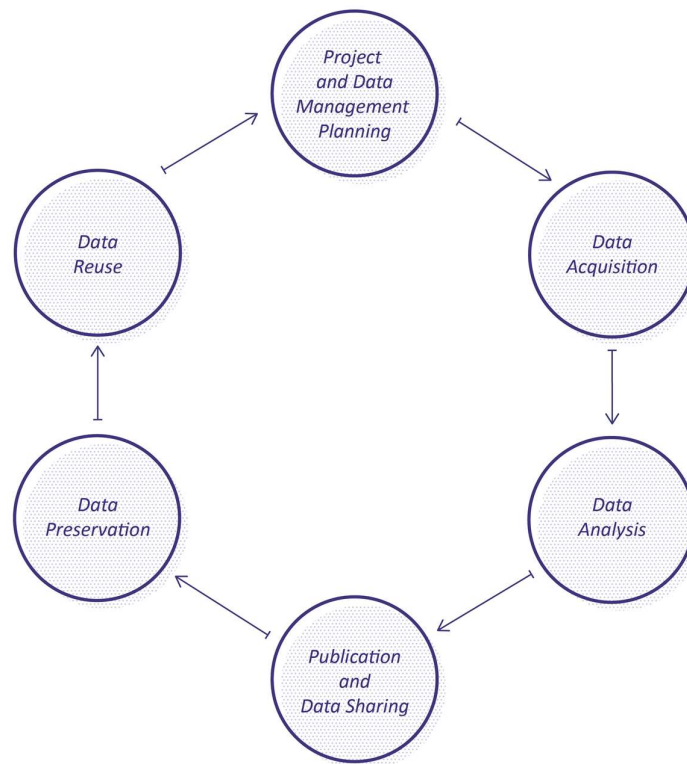 Project
and Data
Management
Planning
Data
Acquisition
Data
Analysis
Publication
and
Data Sharing
Data
Preservation
Data
Reuse